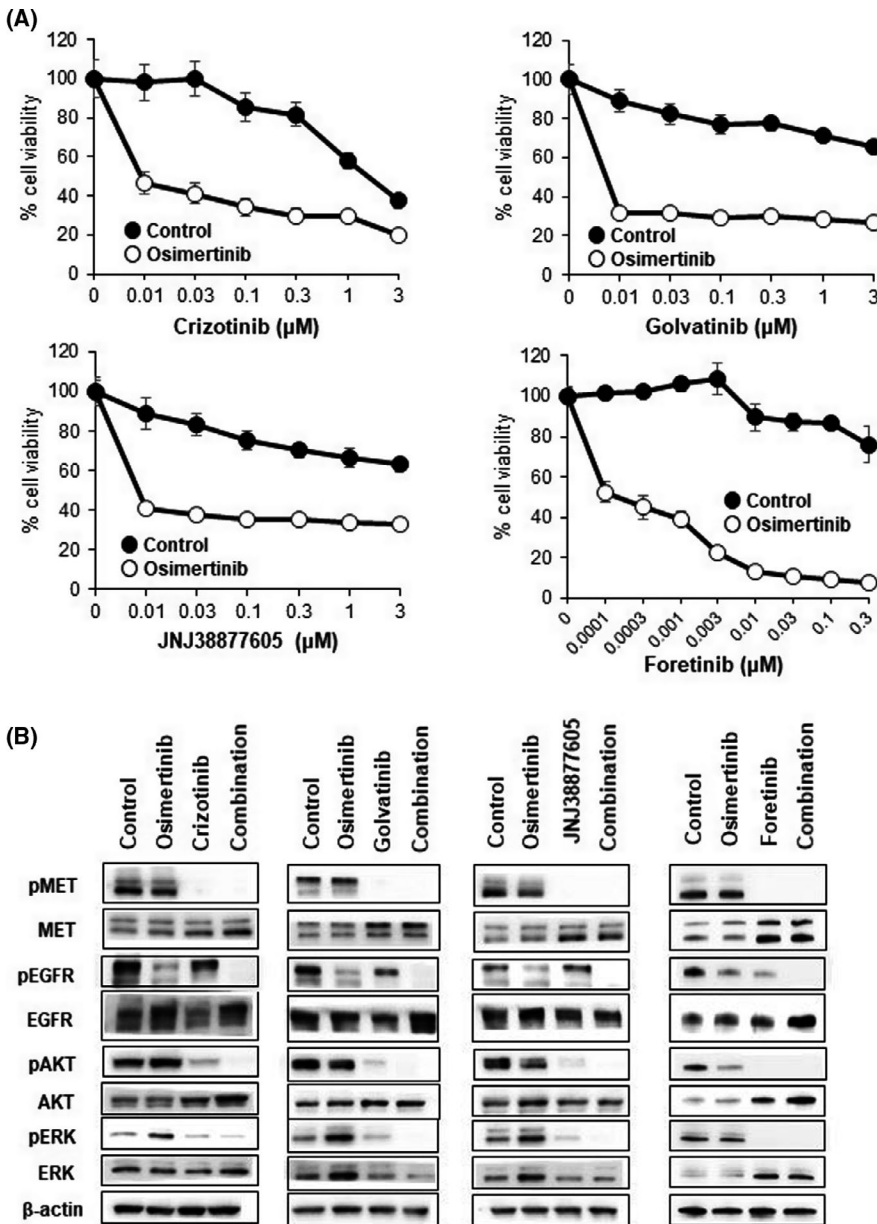 (A)
120
100
80
60
40
20
0
% cell viability
Control
Osimertinib
0 0.01 0.03 0.1 0.3 1 3
Crizotinib (µM)
120
100
80
60
40
20
0
% cell viability
Control
Osimertinib
0 0.01 0.03 0.1 0.3 1 3
Golvatinib (µM)
120
100
80
60
40
20
0
% cell viability
Control
Osimertinib
0 0.01 0.03 0.1 0.3 1 3
JNJ38877605 (µM)
120
100
80
60
40
20
0
% cell viability
Control
Osimertinib
0 0.0001 0.0003 0.001 0.003 0.01 0.03 0.1 0.3
Foretinib (µM)
(B)
Control Osimertinib Crizotinib Combination
Control Osimertinib Golvatinib Combination
Control Osimertinib JNJ38877605 Combination
Control Osimertinib Foretinib Combination
pMET
MET
pEGFR
EGFR
pAKT
AKT
pERK
ERK
β-actin